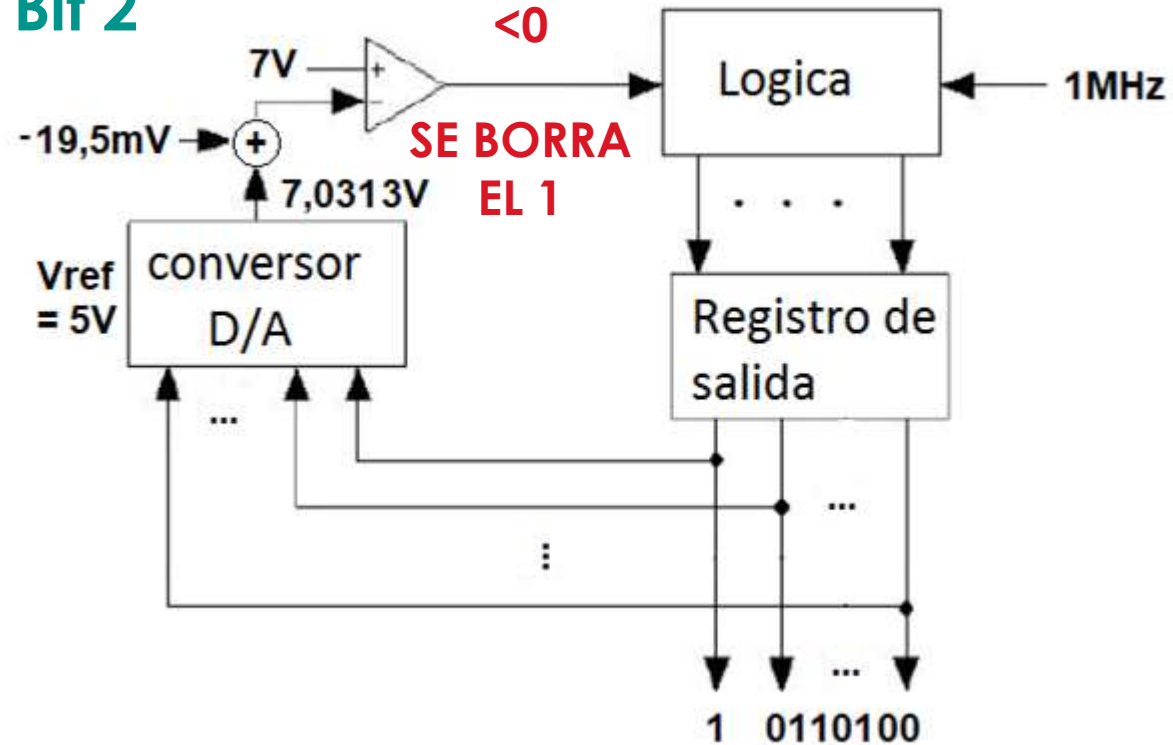 Bit 2
<0
7V
+
−
Logica
1MHz
-19,5mV
+
SE BORRA
EL 1
7,0313V
. . .
Vref
= 5V
conversor
D/A
Registro de
salida
...
...
...
...
1 0110100